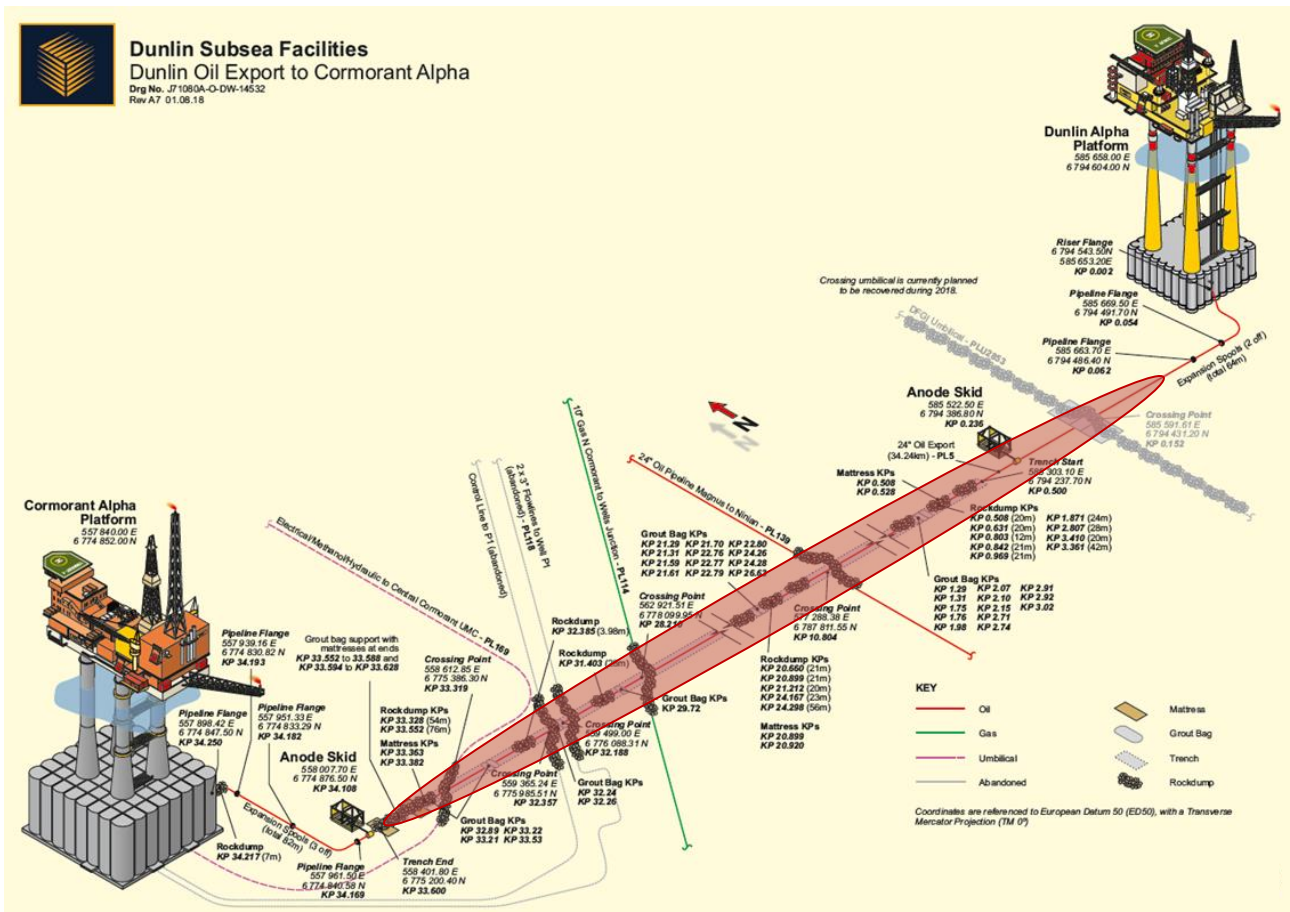 Dunlin Subsea Facilities
Dunlin Oil Export to Cormorant Alpha
Drg No. J71080A-O-DW-14532
Rev A7 01.08.18
Dunlin Alpha
Platform
585 658.00 E
6 794 604.00 N
Riser Flange
6 794 543.50N
585 653.20E
KP 0.002
Crossing umbilical is currently planned
to be recovered during 2018.
Pipeline Flange
585 669.50 E
6 794 491.70 N
KP 0.054
DFGI Umbilical - PLU2853
Pipeline Flange
585 663.70 E
6 794 486.40 N
KP 0.062
Expansion Spools (2 off)
(total 64m)
Anode Skid
585 522.50 E
6 794 386.80 N
KP 0.236
Crossing Point
585 591.61 E
6 794 431.20 N
KP 0.152
N
24" Oil Export
(34.24km) - PL5
Trench Start
585 303.10 E
6 794 237.70 N
KP 0.500
Mattress KPs
KP 0.508
KP 0.528
Rockdump KPs
KP 0.508 (20m) KP 1.871 (24m)
KP 0.631 (20m) KP 2.807 (28m)
KP 0.803 (12m) KP 3.410 (20m)
KP 0.842 (21m) KP 3.361 (42m)
KP 0.969 (21m)
10" Gas N Cormorant to Wells Junction - PL114
24" Oil Pipeline Magnus to Ninian - PL139
2 x 3" Flowlines to Well P1
(abandoned) - PL118
Control Line to P1 (abandoned)
Electrical/Methanol/Hydraulic to Central Cormorant UMC - PL169
Grout Bag KPs
KP 21.29 KP 21.70 KP 22.80
KP 21.31 KP 22.76 KP 24.26
KP 21.59 KP 22.77 KP 24.28
KP 21.61 KP 22.79 KP 26.63
Grout Bag KPs
KP 1.29 KP 2.07 KP 2.91
KP 1.31 KP 2.10 KP 2.92
KP 1.75 KP 2.15 KP 3.02
KP 1.76 KP 2.71
KP 1.98 KP 2.74
Crossing Point
562 921.51 E
6 778 099.95 N
KP 28.210
Crossing Point
577 288.38 E
6 787 811.55 N
KP 10.804
Cormorant Alpha
Platform
557 840.00 E
6 774 852.00 N
Rockdump
KP 32.385 (3.98m)
Rockdump
KP 31.403
Pipeline Flange
557 939.16 E
6 774 830.82 N
KP 34.193
Grout bag support with
mattresses at ends
KP 33.552 to 33.588 and
KP 33.594 to KP 33.628
Crossing Point
558 612.85 E
6 775 386.30 N
KP 33.319
Rockdump KPs
KP 20.660 (21m)
KP 20.899 (21m)
KP 21.212 (20m)
KP 24.167 (23m)
KP 24.298 (56m)
Mattress KPs
KP 20.899
KP 20.920
Grout Bag KPs
KP 29.72
Pipeline Flange
557 898.42 E
6 774 847.50 N
KP 34.250
Pipeline Flange
557 951.33 E
6 774 833.29 N
KP 34.182
Rockdump KPs
KP 33.328 (54m)
KP 33.552 (76m)
Mattress KPs
KP 33.363
KP 33.382
Crossing Point
559 499.00 E
6 776 088.31 N
KP 32.188
Anode Skid
558 007.70 E
6 774 876.50 N
KP 34.108
Crossing Point
559 365.24 E
6 775 985.51 N
KP 32.357
Grout Bag KPs
KP 32.24
KP 32.26
Grout Bag KPs
KP 32.89 KP 33.22
KP 33.21 KP 33.53
Expansion Spools (3 off)
(total 82m)
Rockdump
KP 34.217 (7m)
Pipeline Flange
557 961.50 E
6 774 840.58 N
KP 34.169
Trench End
558 401.80 E
6 775 200.40 N
KP 33.600
KEY
Oil
Gas
Umbilical
Abandoned
Mattress
Grout Bag
Trench
Rockdump
Coordinates are referenced to European Datum 50 (ED50), with a Transverse
Mercator Projection (TM 0°)